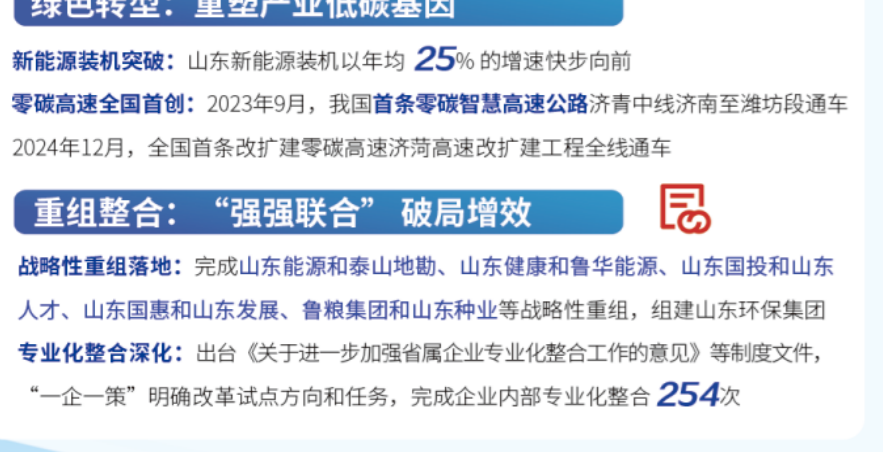 绿色转型：重塑产业低碳基因
新能源装机突破：山东新能源装机以年均 25% 的增速快步向前
零碳高速全国首创：2023年9月，我国首条零碳智慧高速公路济青中线济南至潍坊段通车
2024年12月，全国首条改扩建零碳高速济菏高速改扩建工程全线通车
重组整合：“强强联合” 破局增效
战略性重组落地：完成山东能源和泰山地勘、山东健康和鲁华能源、山东国投和山东
人才、山东国惠和山东发展、鲁粮集团和山东种业等战略性重组，组建山东环保集团
专业化整合深化：出台《关于进一步加强省属企业专业化整合工作的意见》等制度文件，
“一企一策”明确改革试点方向和任务，完成企业内部专业化整合 254次